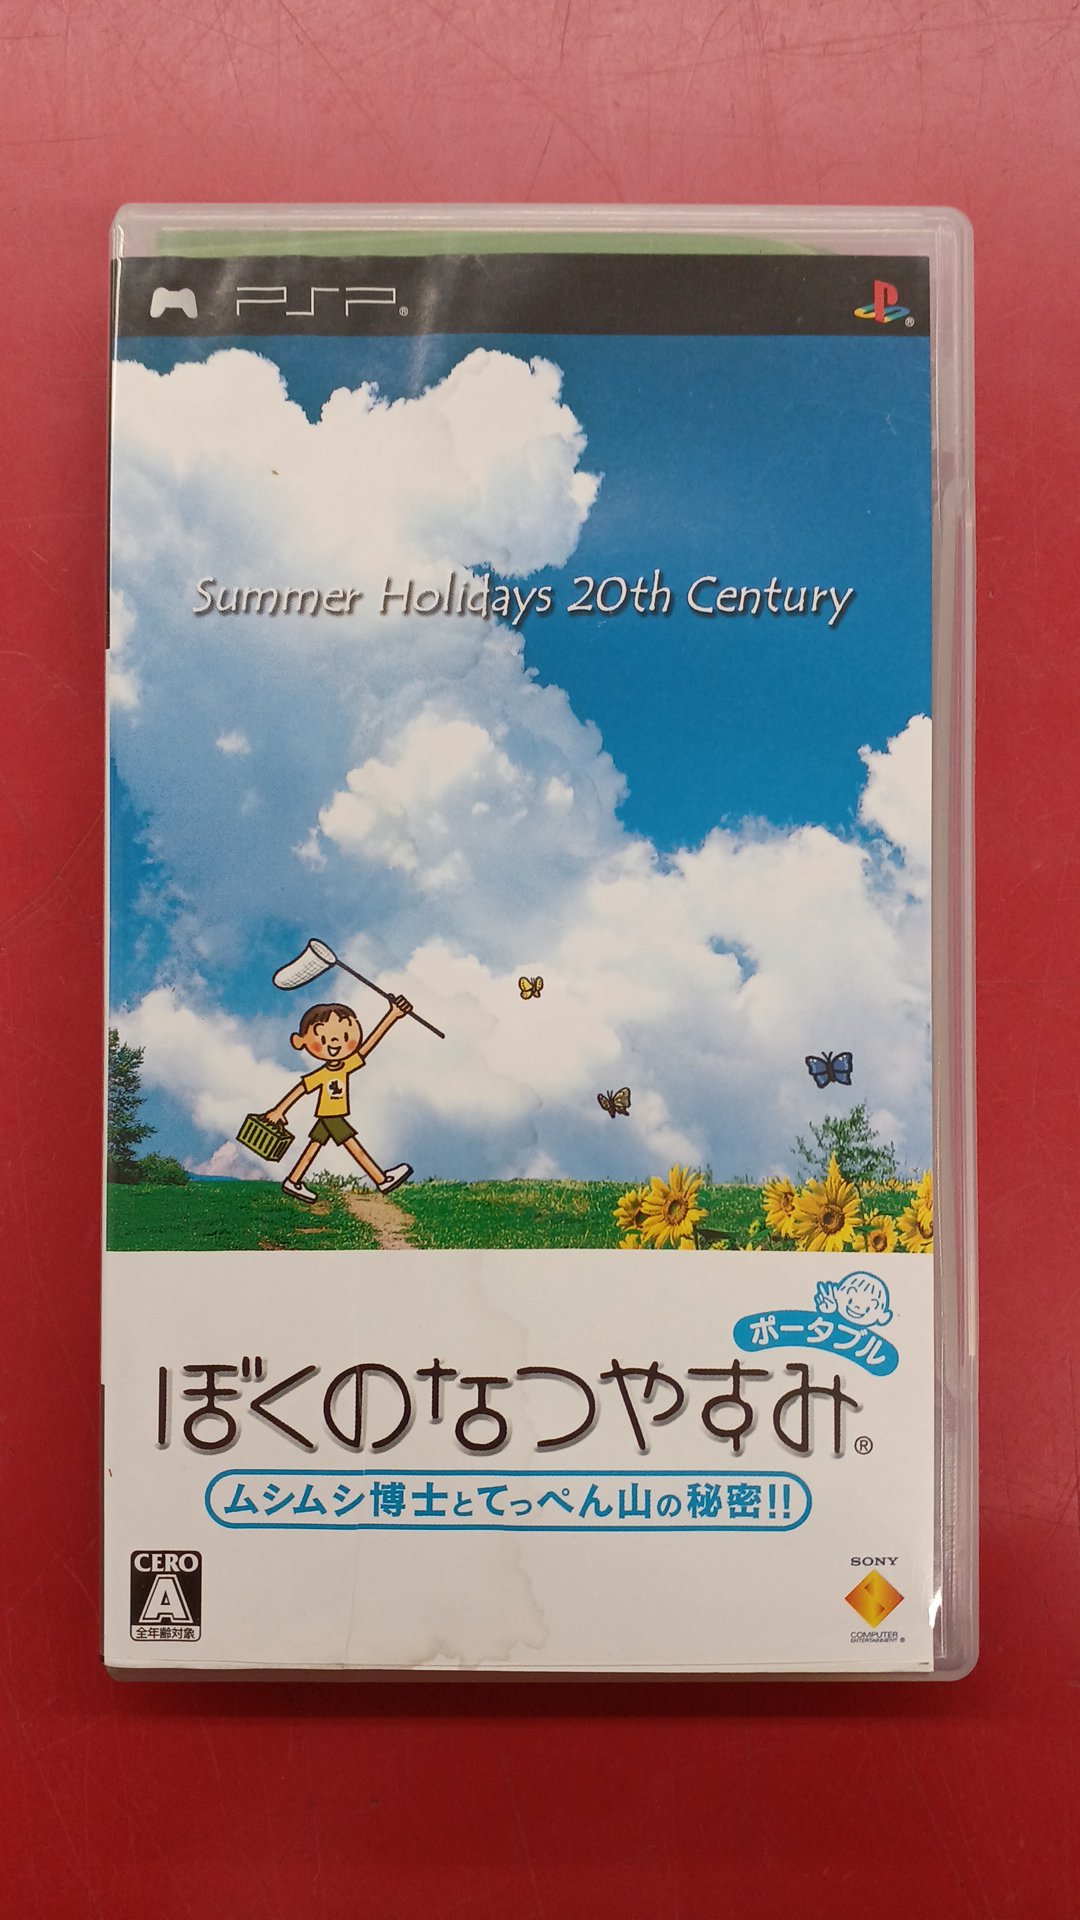 PSP®
Summer Holidays 20th Century
ポータブル
ぼくのなつやすみ®
ムシムシ博士とてっぺん山の秘密!!
CERO
A
全年齢対象
SONY
COMPUTER
ENTERTAINMENT ®